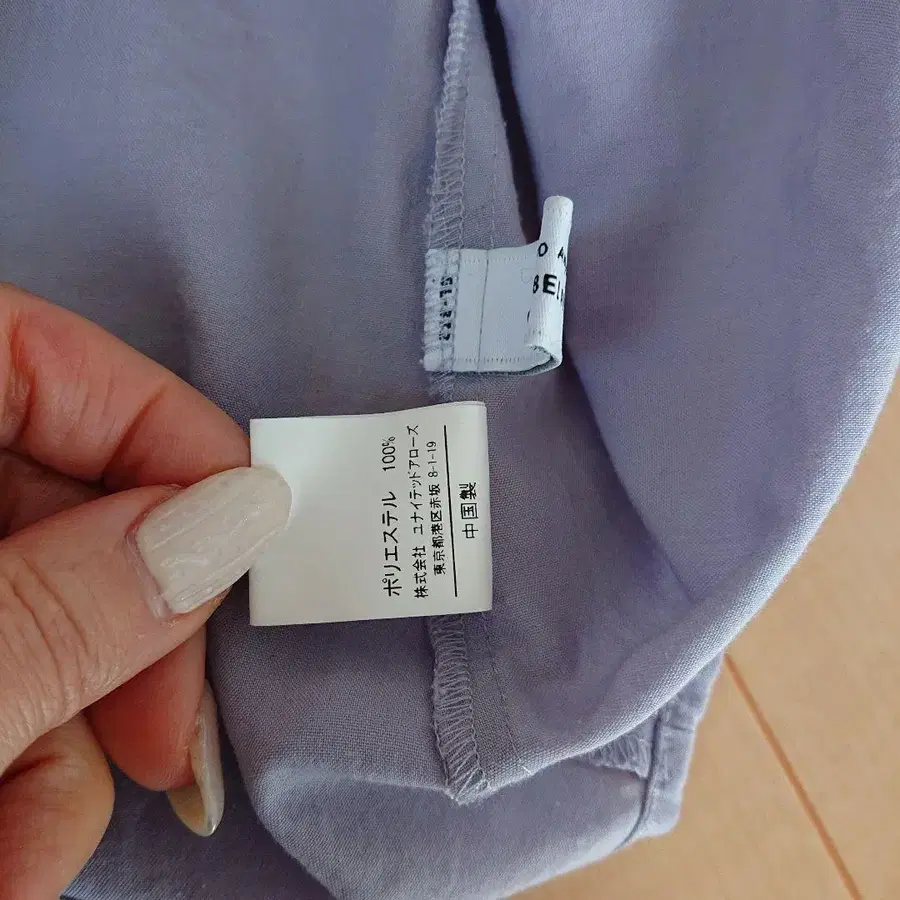 ポリエステル 100%
株式会社 ユナイテッドアローズ
東京都港区赤坂 8-1-19
中国製